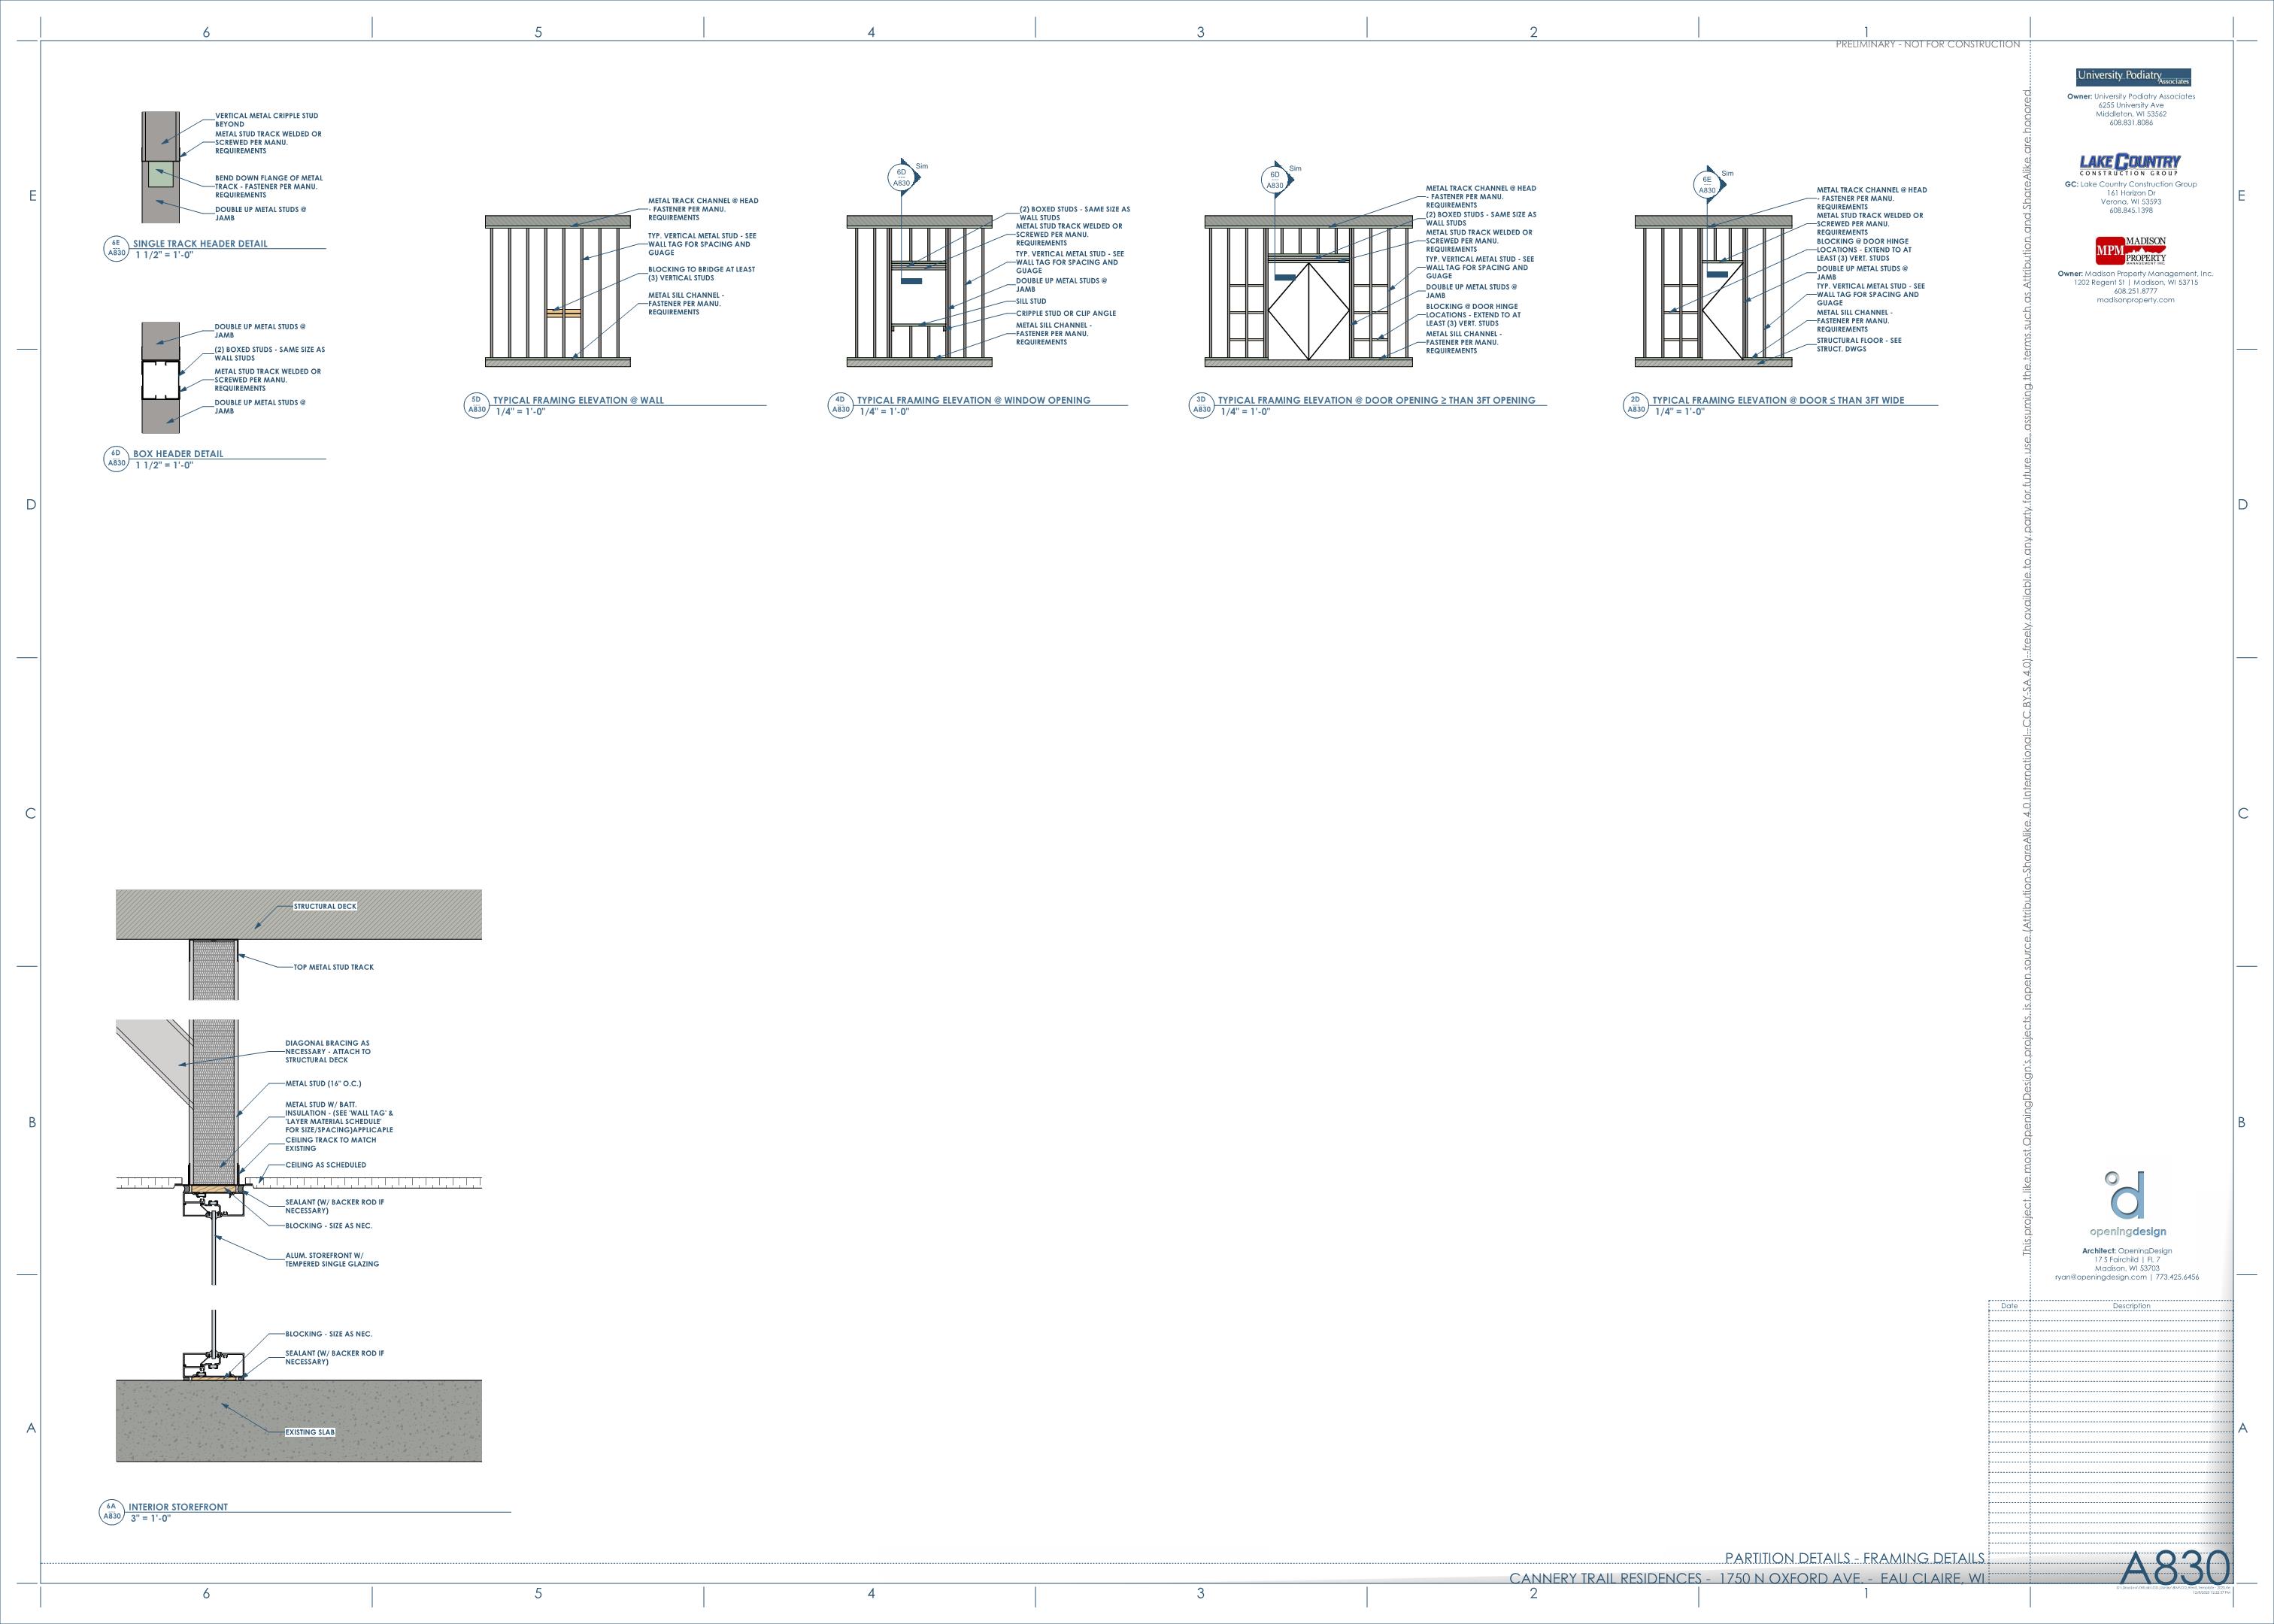 6 5 4 3 2 1
PRELIMINARY - NOT FOR CONSTRUCTION
E
D
C
B
A
VERTICAL METAL CRIPPLE STUD
BEYOND
METAL STUD TRACK WELDED OR
SCREWED PER MANU.
REQUIREMENTS
BEND DOWN FLANGE OF METAL
TRACK - FASTENER PER MANU.
REQUIREMENTS
DOUBLE UP METAL STUDS @
JAMB
6E
A830
SINGLE TRACK HEADER DETAIL
1 1/2" = 1'-0"
DOUBLE UP METAL STUDS @
JAMB
(2) BOXED STUDS - SAME SIZE AS
WALL STUDS
METAL STUD TRACK WELDED OR
SCREWED PER MANU.
REQUIREMENTS
DOUBLE UP METAL STUDS @
JAMB
6D
A830
BOX HEADER DETAIL
1 1/2" = 1'-0"
METAL TRACK CHANNEL @ HEAD
- FASTENER PER MANU.
REQUIREMENTS
TYP. VERTICAL METAL STUD - SEE
WALL TAG FOR SPACING AND
GUAGE
BLOCKING TO BRIDGE AT LEAST
(3) VERTICAL STUDS
METAL SILL CHANNEL -
FASTENER PER MANU.
REQUIREMENTS
5D
A830
TYPICAL FRAMING ELEVATION @ WALL
1/4" = 1'-0"
6D
A830
Sim
(2) BOXED STUDS - SAME SIZE AS
WALL STUDS
METAL STUD TRACK WELDED OR
SCREWED PER MANU.
REQUIREMENTS
TYP. VERTICAL METAL STUD - SEE
WALL TAG FOR SPACING AND
GUAGE
DOUBLE UP METAL STUDS @
JAMB
SILL STUD
CRIPPLE STUD OR CLIP ANGLE
METAL SILL CHANNEL -
FASTENER PER MANU.
REQUIREMENTS
4D
A830
TYPICAL FRAMING ELEVATION @ WINDOW OPENING
1/4" = 1'-0"
6D
A830
Sim
METAL TRACK CHANNEL @ HEAD
- FASTENER PER MANU.
REQUIREMENTS
(2) BOXED STUDS - SAME SIZE AS
WALL STUDS
METAL STUD TRACK WELDED OR
SCREWED PER MANU.
REQUIREMENTS
TYP. VERTICAL METAL STUD - SEE
WALL TAG FOR SPACING AND
GUAGE
DOUBLE UP METAL STUDS @
JAMB
BLOCKING @ DOOR HINGE
LOCATIONS - EXTEND TO AT
LEAST (3) VERT. STUDS
METAL SILL CHANNEL -
FASTENER PER MANU.
REQUIREMENTS
3D
A830
TYPICAL FRAMING ELEVATION @ DOOR OPENING ≥ THAN 3FT OPENING
1/4" = 1'-0"
6E
A830
Sim
METAL TRACK CHANNEL @ HEAD
- FASTENER PER MANU.
REQUIREMENTS
METAL STUD TRACK WELDED OR
SCREWED PER MANU.
REQUIREMENTS
BLOCKING @ DOOR HINGE
LOCATIONS - EXTEND TO AT
LEAST (3) VERT. STUDS
DOUBLE UP METAL STUDS @
JAMB
TYP. VERTICAL METAL STUD - SEE
WALL TAG FOR SPACING AND
GUAGE
METAL SILL CHANNEL -
FASTENER PER MANU.
REQUIREMENTS
STRUCTURAL FLOOR - SEE
STRUCT. DWGS
2D
A830
TYPICAL FRAMING ELEVATION @ DOOR ≤ THAN 3FT WIDE
1/4" = 1'-0"
STRUCTURAL DECK
TOP METAL STUD TRACK
DIAGONAL BRACING AS
NECESSARY - ATTACH TO
STRUCTURAL DECK
METAL STUD (16" O.C.)
METAL STUD W/ BATT.
INSULATION - (SEE 'WALL TAG' &
'LAYER MATERIAL SCHEDULE'
FOR SIZE/SPACING)APPLICAPLE
CEILING TRACK TO MATCH
EXISTING
CEILING AS SCHEDULED
SEALANT (W/ BACKER ROD IF
NECESSARY)
BLOCKING - SIZE AS NEC.
ALUM. STOREFRONT W/
TEMPERED SINGLE GLAZING
BLOCKING - SIZE AS NEC.
SEALANT (W/ BACKER ROD IF
NECESSARY)
EXISTING SLAB
6A
A830
INTERIOR STOREFRONT
3" = 1'-0"
This project, like most OpeningDesign's projects, is open source (Attribution-ShareAlike 4.0 International--CC BY-SA 4.0)--freely available to any party for future use, assuming the terms such as Attribution and ShareAlike are honored.
University Podiatry
Associates
Owner: University Podiatry Associates
6255 University Ave
Middleton, WI 53562
608.831.8086
LAKE COUNTRY
CONSTRUCTION GROUP
GC: Lake Country Construction Group
161 Horizon Dr
Verona, WI 53593
608.845.1398
MPM
MADISON
PROPERTY
MANAGEMENT INC.
Owner: Madison Property Management, Inc.
1202 Regent St | Madison, WI 53715
608.251.8777
madisonproperty.com
openingdesign
Architect: OpeningDesign
17 S Fairchild | FL 7
Madison, WI 53703
ryan@openingdesign.com | 773.425.6456
Date Description
E
D
C
B
A
PARTITION DETAILS - FRAMING DETAILS
CANNERY TRAIL RESIDENCES - 1750 N OXFORD AVE. - EAU CLAIRE, WI
A830
6 5 4 3 2 1